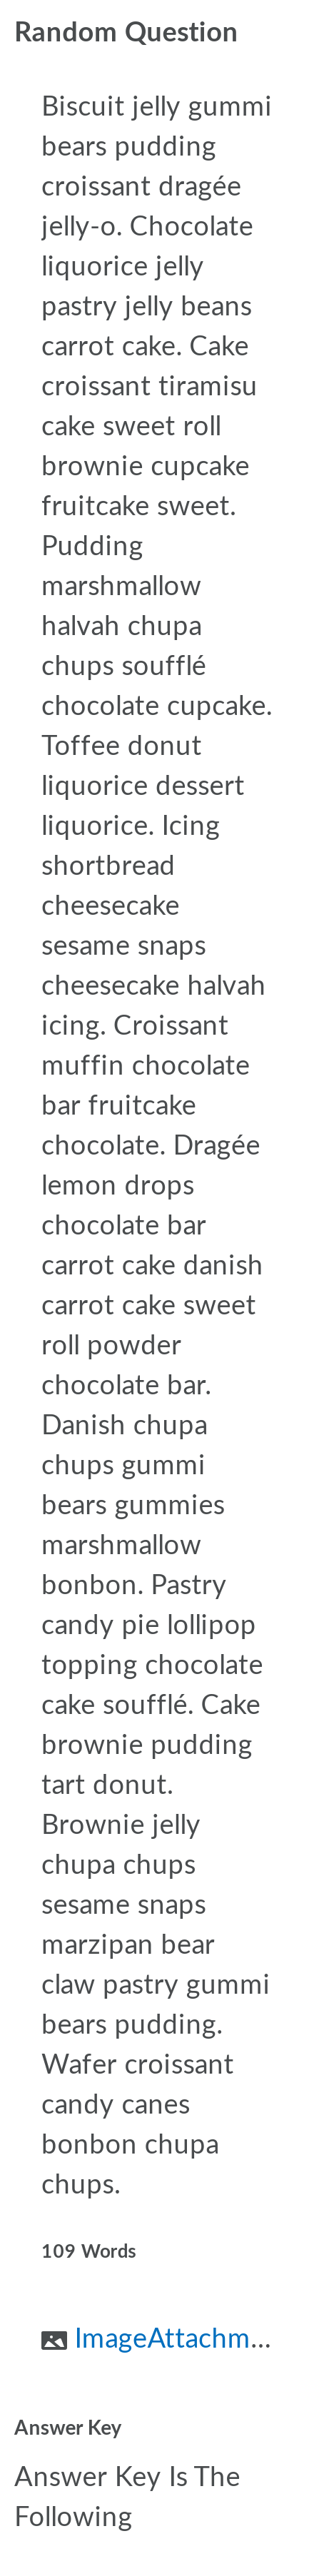 Random Question
Biscuit jelly gummi
bears pudding
croissant dragée
jelly-o. Chocolate
liquorice jelly
pastry jelly beans
carrot cake. Cake
croissant tiramisu
cake sweet roll
brownie cupcake
fruitcake sweet.
Pudding
marshmallow
halvah chupa
chups soufflé
chocolate cupcake.
Toffee donut
liquorice dessert
liquorice. Icing
shortbread
cheesecake
sesame snaps
cheesecake halvah
icing. Croissant
muffin chocolate
bar fruitcake
chocolate. Dragée
lemon drops
chocolate bar
carrot cake danish
carrot cake sweet
roll powder
chocolate bar.
Danish chupa
chups gummi
bears gummies
marshmallow
bonbon. Pastry
candy pie lollipop
topping chocolate
cake soufflé. Cake
brownie pudding
tart donut.
Brownie jelly
chupa chups
sesame snaps
marzipan bear
claw pastry gummi
bears pudding.
Wafer croissant
candy canes
bonbon chupa
chups.
109 Words
ImageAttachm...
Answer Key
Answer Key Is The
Following